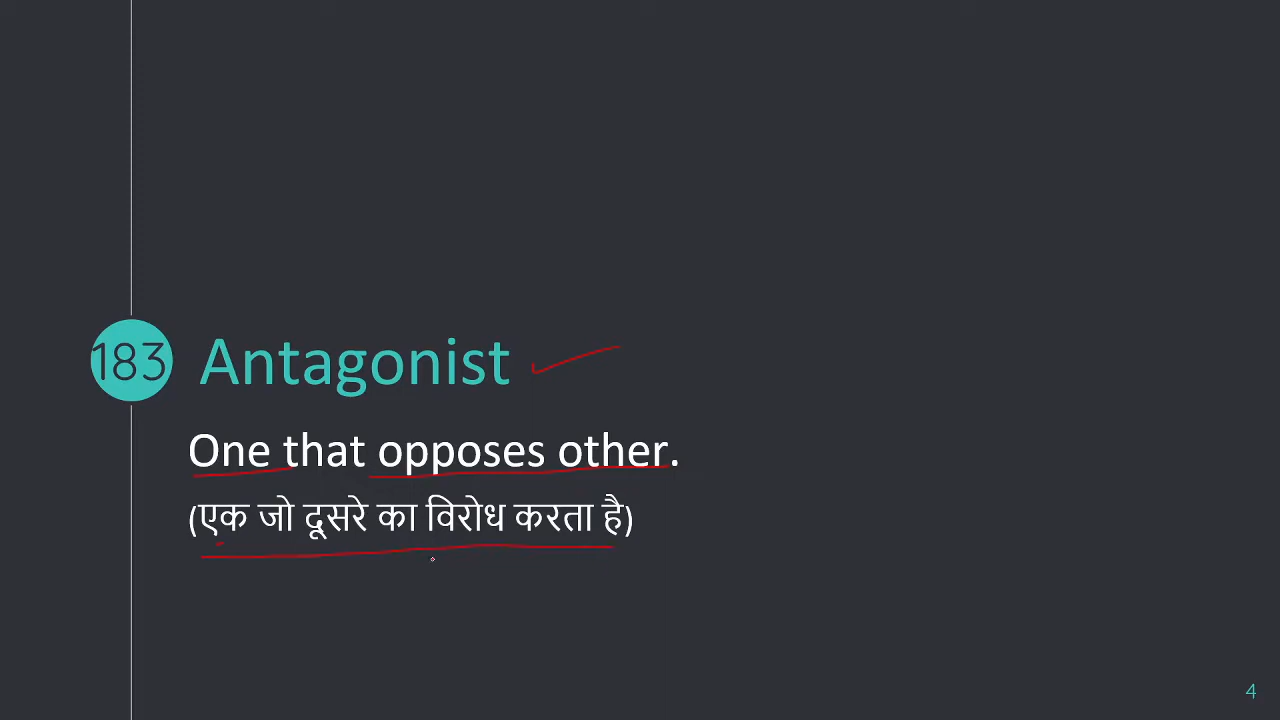 183 Antagonist
One that opposes other.
(एक जो दूसरे का विरोध करता है)
4